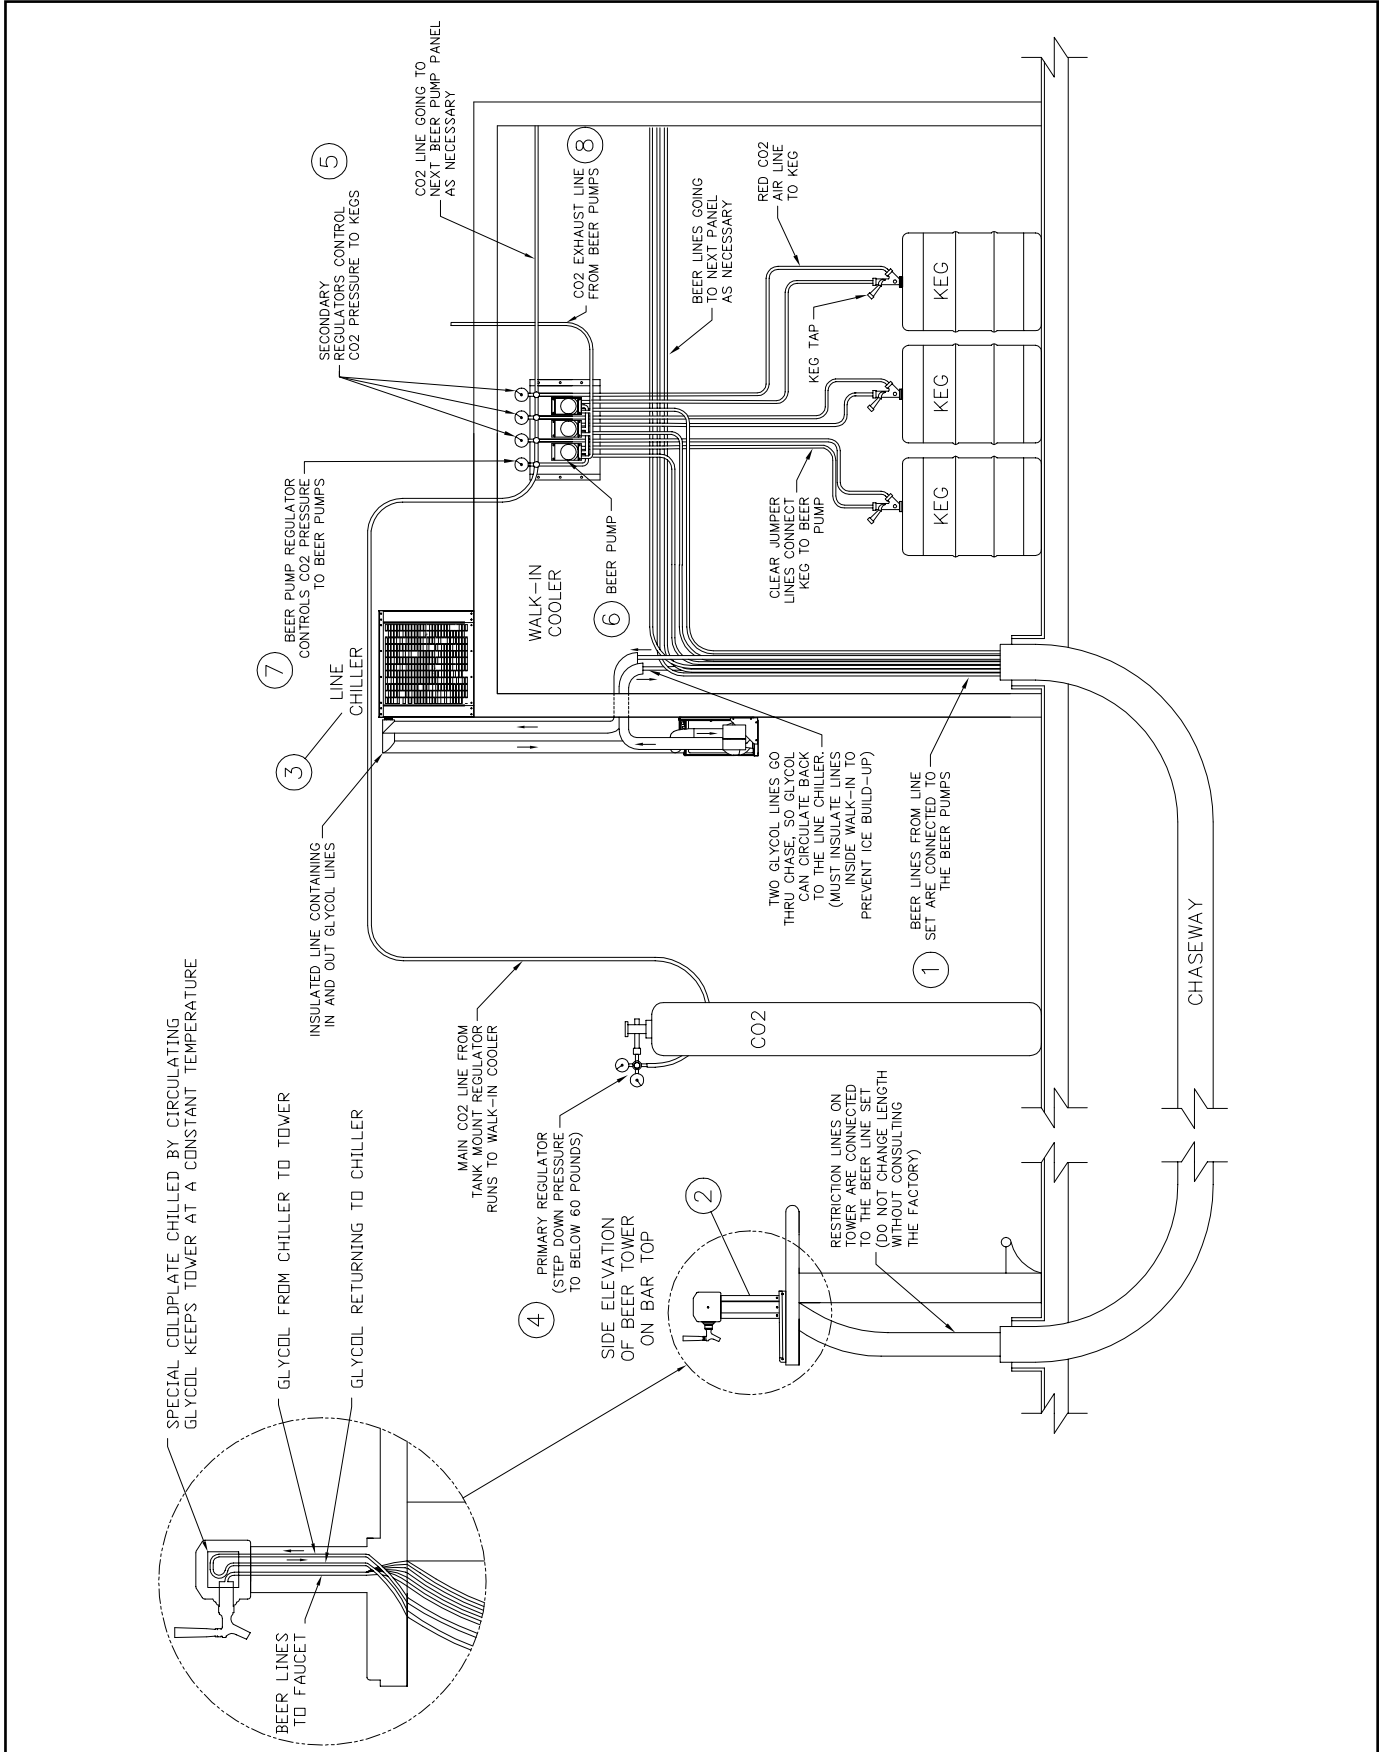 SPECIAL COLDPLATE CHILLED BY CIRCULATING
GLYCOL KEEPS TOWER AT A CONSTANT TEMPERATURE
GLYCOL FROM CHILLER TO TOWER
GLYCOL RETURNING TO CHILLER
BEER LINES
TO FAUCET
INSULATED LINE CONTAINING
IN AND OUT GLYCOL LINES
3
LINE
CHILLER
7
BEER PUMP REGULATOR
CONTROLS CO2 PRESSURE
TO BEER PUMPS
SECONDARY
REGULATORS CONTROL
CO2 PRESSURE TO KEGS
5
CO2 LINE GOING TO
NEXT BEER PUMP PANEL
AS NECESSARY
MAIN CO2 LINE FROM
TANK MOUNT REGULATOR
RUNS TO WALK-IN COOLER
4
PRIMARY REGULATOR
(STEP DOWN PRESSURE
TO BELOW 60 POUNDS)
WALK-IN
COOLER
6
BEER PUMP
CO2 EXHAUST LINE
FROM BEER PUMPS
8
SIDE ELEVATION
OF BEER TOWER
ON BAR TOP
2
BEER LINES GOING
TO NEXT PANEL
AS NECESSARY
RED CO2
AIR LINE
TO KEG
KEG TAP
CO2
TWO GLYCOL LINES GO
THRU CHASE, SO GLYCOL
CAN CIRCULATE BACK
TO THE LINE CHILLER.
(MUST INSULATE LINES
INSIDE WALK-IN TO
PREVENT ICE BUILD-UP)
CLEAR JUMPER
LINES CONNECT
KEG TO BEER
PUMP
RESTRICTION LINES ON
TOWER ARE CONNECTED
TO THE BEER LINE SET
(DO NOT CHANGE LENGTH
WITHOUT CONSULTING
THE FACTORY)
1
BEER LINES FROM LINE
SET ARE CONNECTED TO
THE BEER PUMPS
KEG
KEG
KEG
CHASEWAY